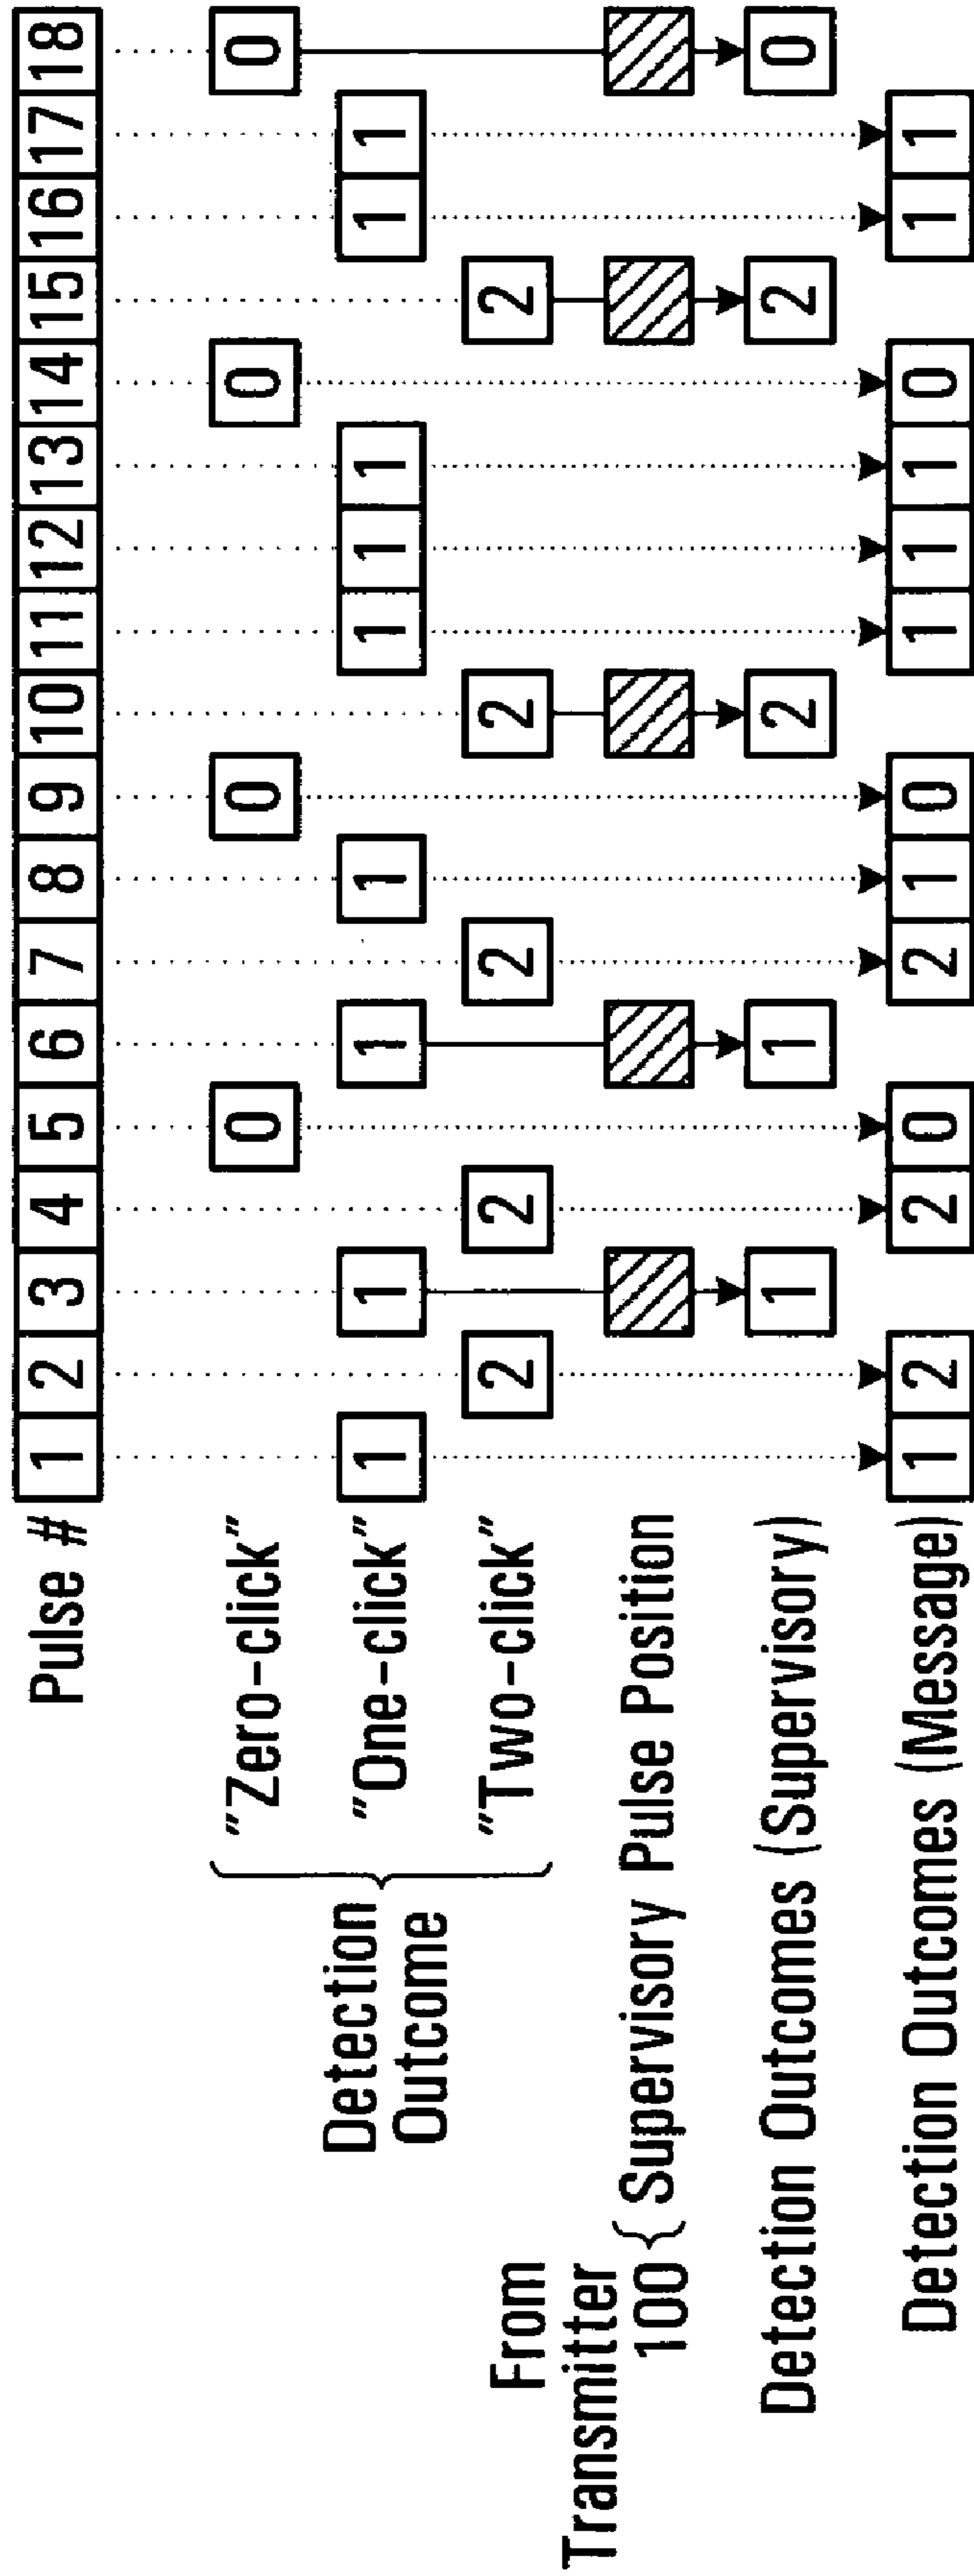 Pulse # 1 2 3 4 5 6 7 8 9 10 11 12 13 14 15 16 17 18
Detection
Outcome
"Zero-click" 0 0 0 0
"One-click" 1 1 1 1 1 1 1 1 1
"Two-click" 2 2 2 2 2
From
Transmitter
100
Supervisory Pulse Position
Detection Outcomes (Supervisory) 1 1 2 2 0
Detection Outcomes (Message) 1 2 2 0 2 1 0 1 1 1 0 1 1